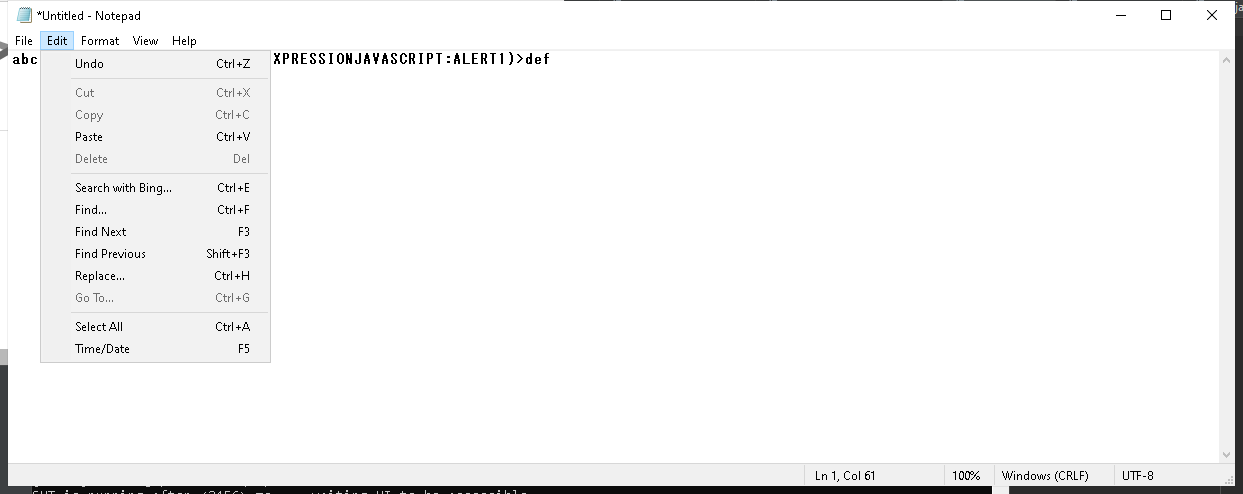 *Untitled - Notepad
File Edit Format View Help
abc XPRESSIONJAVASCRIPT:ALERT1)>def
Undo Ctrl+Z
Cut Ctrl+X
Copy Ctrl+C
Paste Ctrl+V
Delete Del
Search with Bing... Ctrl+E
Find... Ctrl+F
Find Next F3
Find Previous Shift+F3
Replace... Ctrl+H
Go To... Ctrl+G
Select All Ctrl+A
Time/Date F5
Ln 1, Col 61 100% Windows (CRLF) UTF-8